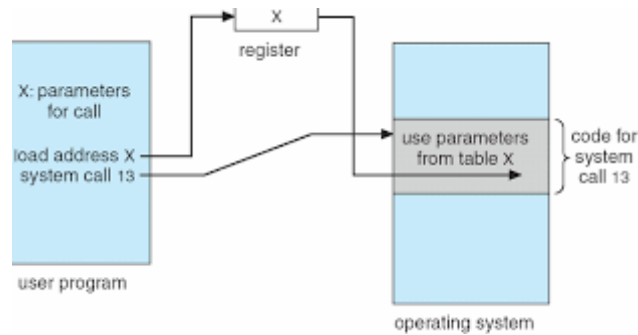 X
register
X: parameters
for call
load address X
system call 13
user program
use parameters
from table X
code for
system
call 13
operating system